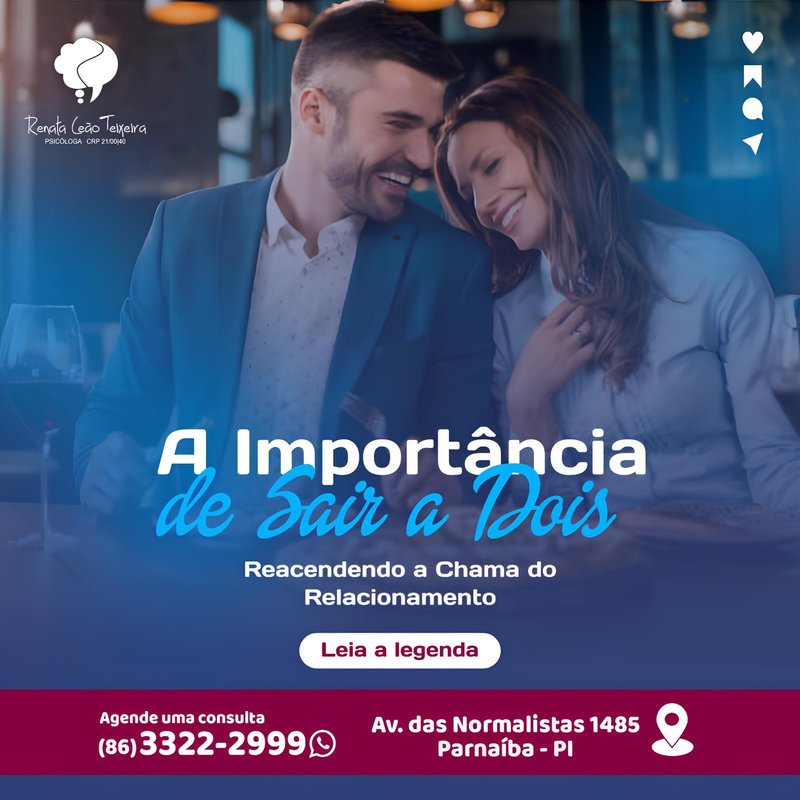 Renata Leão Teixeira
PSICÓLOGA CRP 21/00140
A Importância
de Sair a Dois
Reacendendo a Chama do
Relacionamento
Leia a legenda
Agende uma consulta
(86) 3322-2999
Av. das Normalistas 1485
Parnaíba - PI